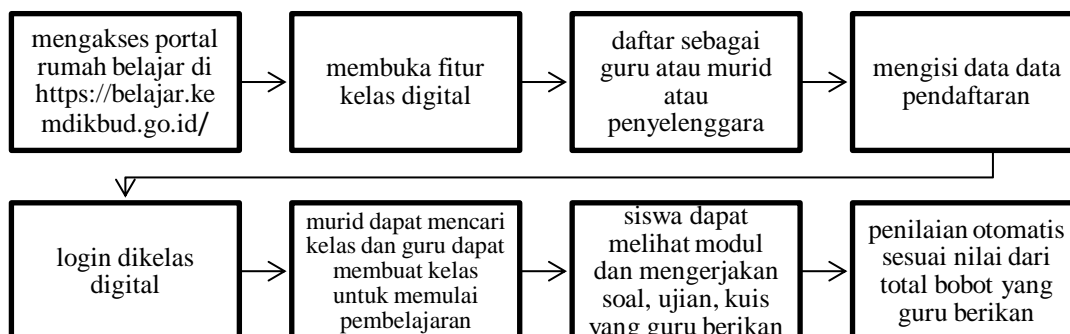 mengakses portal
rumah belajar di
https://belajar.ke
mdikbud.go.id/
membuka fitur
kelas digital
daftar sebagai
guru atau murid
atau
penyelenggara
mengisi data data
pendaftaran
login dikelas
digital
murid dapat mencari
kelas dan guru dapat
membuat kelas
untuk memulai
pembelajaran
siswa dapat
melihat modul
dan mengerjakan
soal, ujian, kuis
yang guru berikan
penilaian otomatis
sesuai nilai dari
total bobot yang
guru berikan